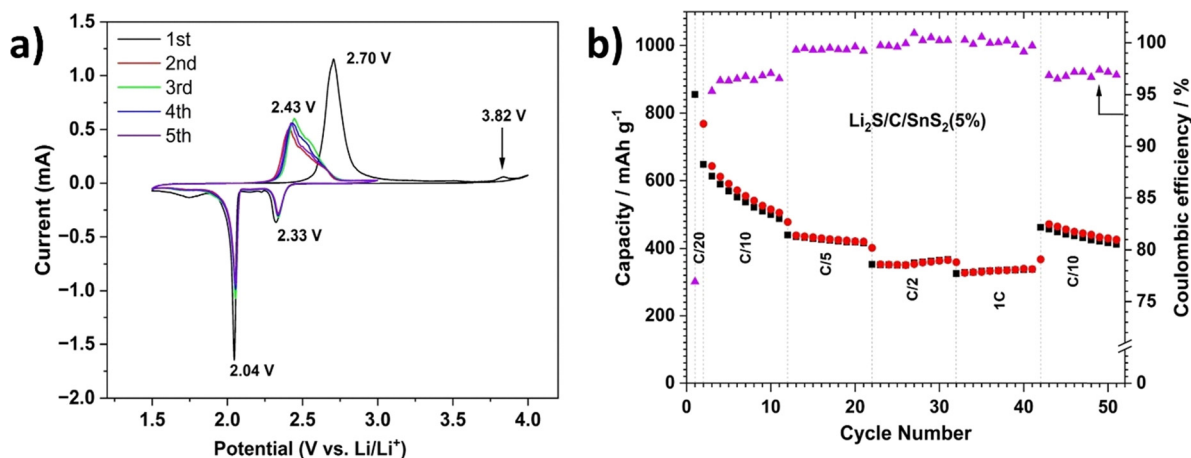 a)
1st
2nd
3rd
4th
5th
2.70 V
2.43 V
3.82 V
2.33 V
2.04 V
1.5
1.0
0.5
0.0
−0.5
−1.0
−1.5
−2.0
Current (mA)
1.5 2.0 2.5 3.0 3.5 4.0
Potential (V vs. Li/Li⁺)
b)
Li₂S/C/SnS₂(5%)
C/20
C/10
C/5
C/2
1C
C/10
1000
800
600
400
200
0
Capacity / mAh g⁻¹
100
95
90
85
80
75
0
Coulombic efficiency / %
0 10 20 30 40 50
Cycle Number